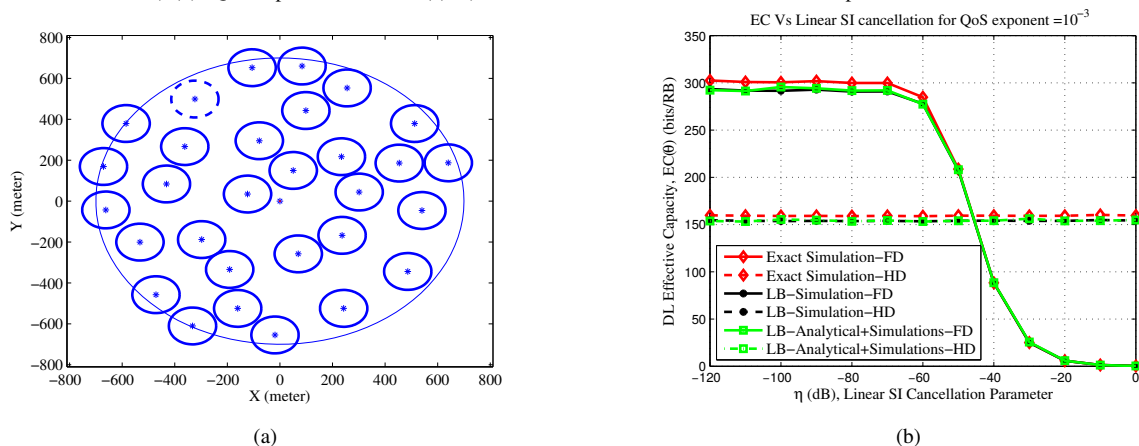 800
600
400
200
0
−200
−400
−600
−800
Y (meter)
−800 −600 −400 −200 0 200 400 600 800
X (meter)
(a)
EC Vs Linear SI cancellation for QoS exponent =10−3
350
300
250
200
150
100
50
0
DL Effective Capacity, EC(θ) (bits/RB)
Exact Simulation−FD
Exact Simulation−HD
LB−Simulation−FD
LB−Simulation−HD
LB−Analytical+Simulations−FD
LB−Analytical+Simulations−HD
−120 −100 −80 −60 −40 −20 0
η (dB), Linear SI Cancellation Parameter
(b)